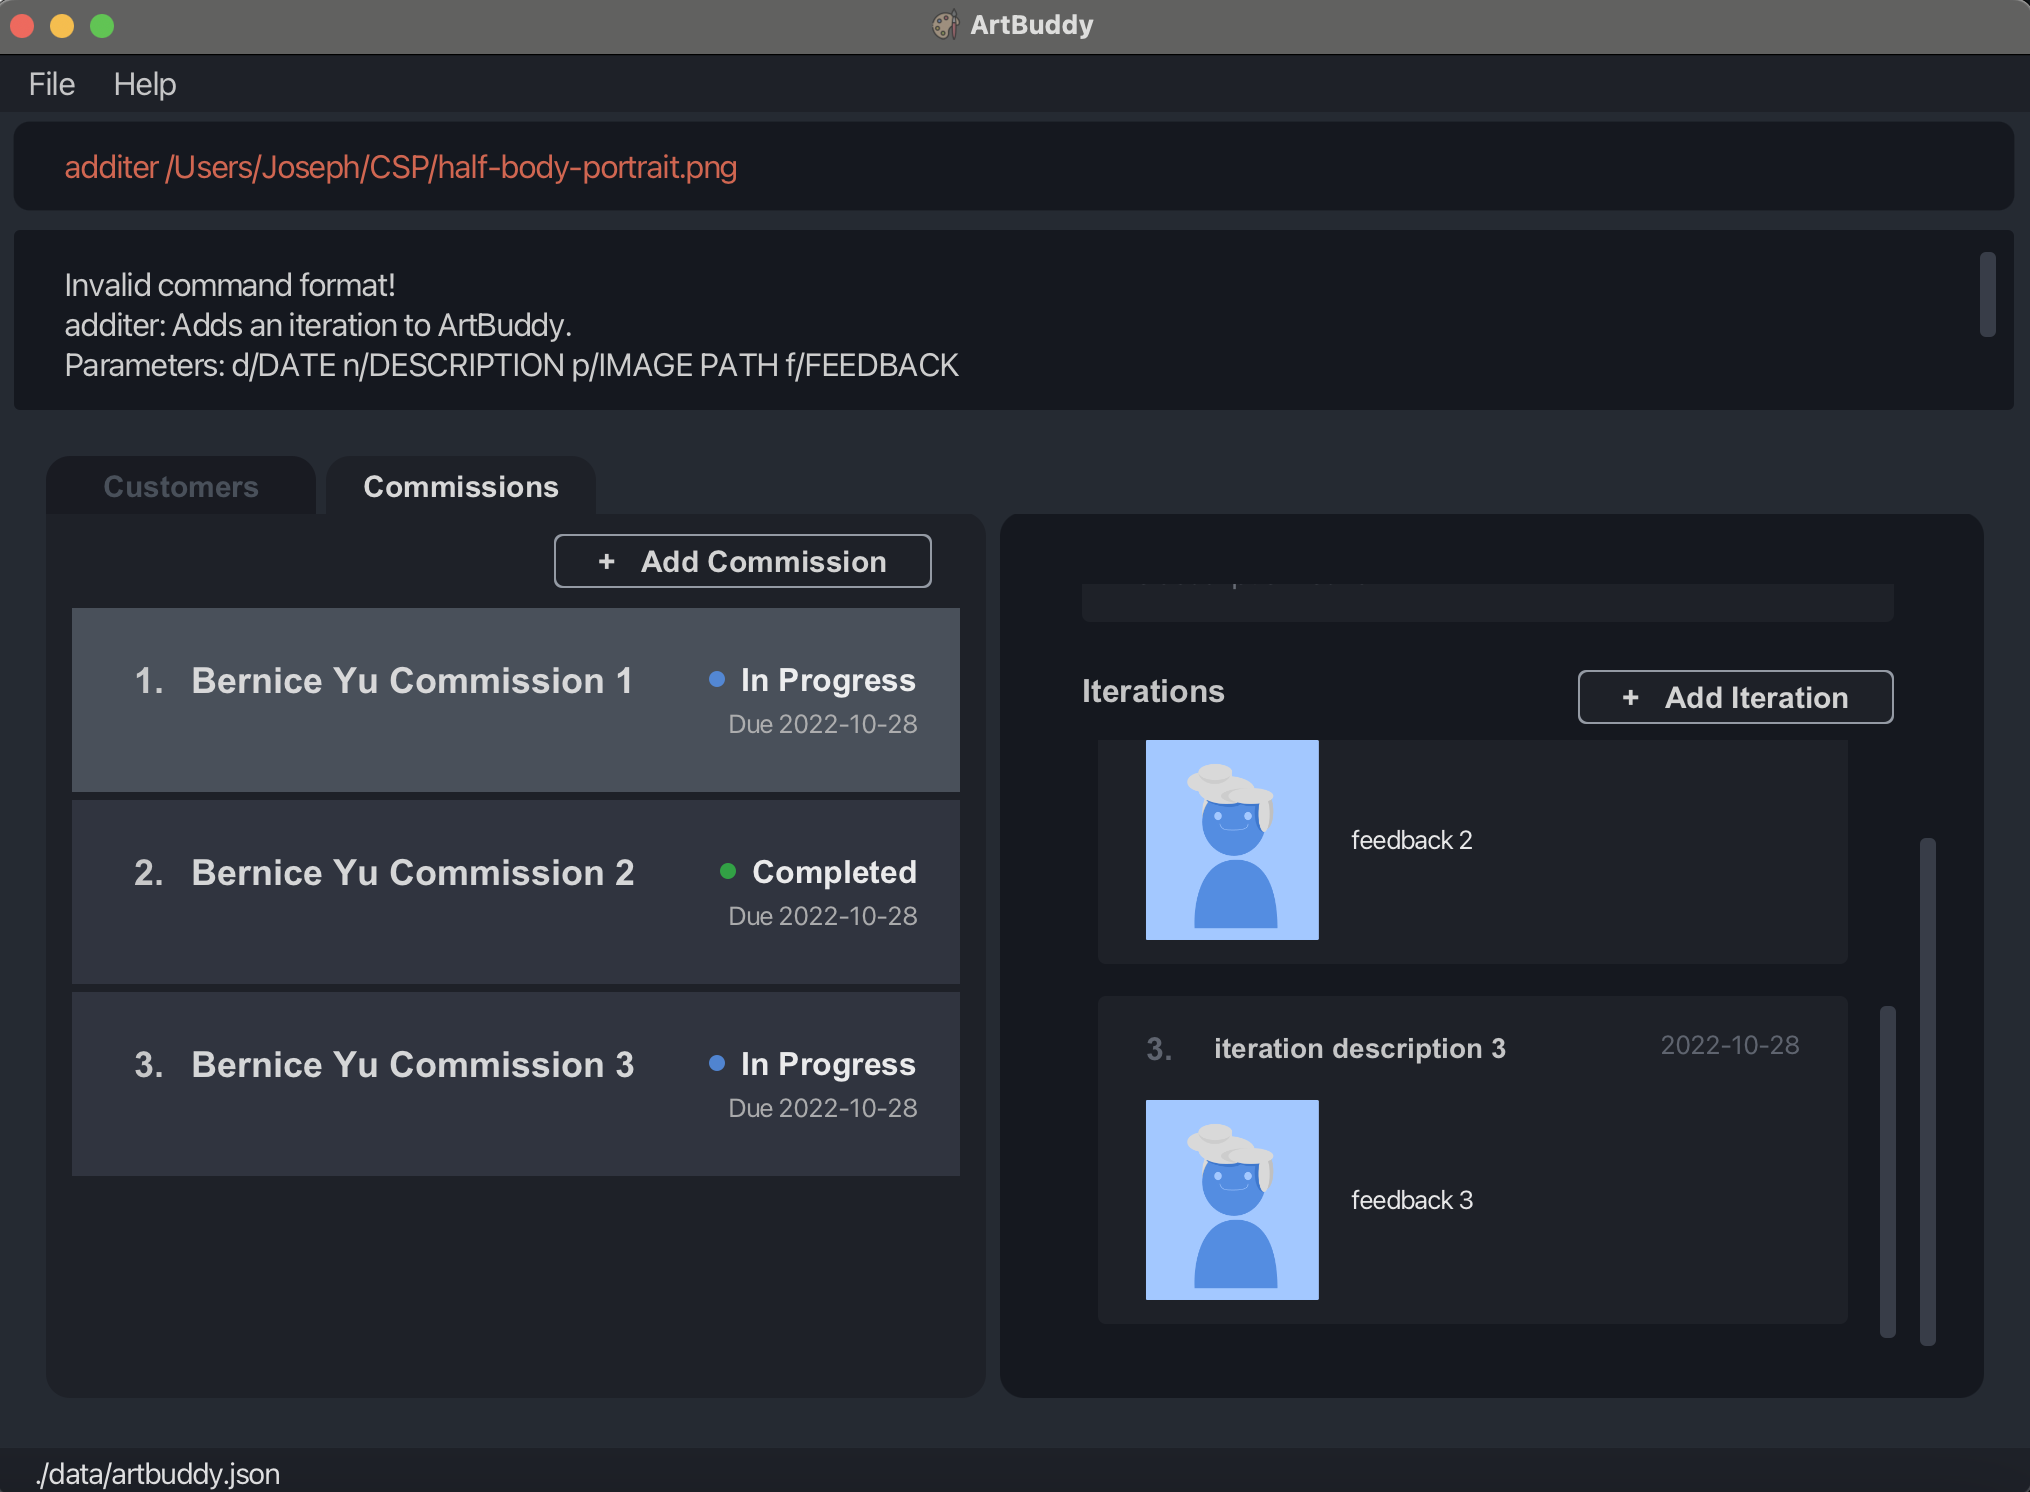 ArtBuddy
File Help
additer /Users/Joseph/CSP/half-body-portrait.png
Invalid command format!
additer: Adds an iteration to ArtBuddy.
Parameters: d/DATE n/DESCRIPTION p/IMAGE PATH f/FEEDBACK
Customers Commissions
+ Add Commission
1. Bernice Yu Commission 1 In Progress
Due 2022-10-28
2. Bernice Yu Commission 2 Completed
Due 2022-10-28
3. Bernice Yu Commission 3 In Progress
Due 2022-10-28
Iterations + Add Iteration
feedback 2
3. iteration description 3 2022-10-28
feedback 3
./data/artbuddy.json